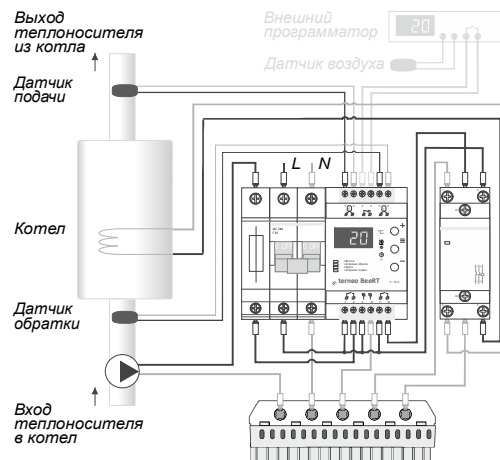 Выход
теплоносителя
из котла
Внешний
программатор
20
Датчик воздуха
Датчик
подачи
L N
Котел
20
°C
+
−
terneo BeeRT
Датчик
обратки
Вход
теплоносителя
в котел